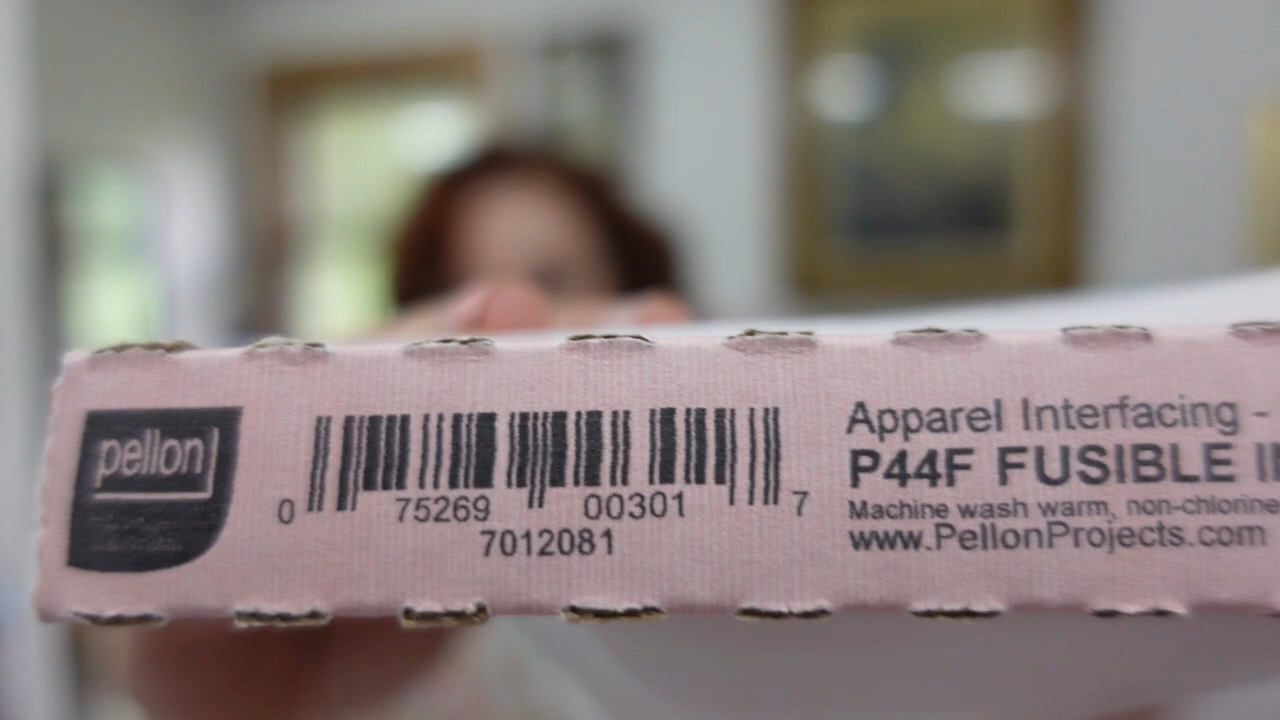 pellon
0 75269 00301 7
7012081
Apparel Interfacing -
P44F FUSIBLE
Machine wash warm, non-chlorine
www.PellonProjects.com